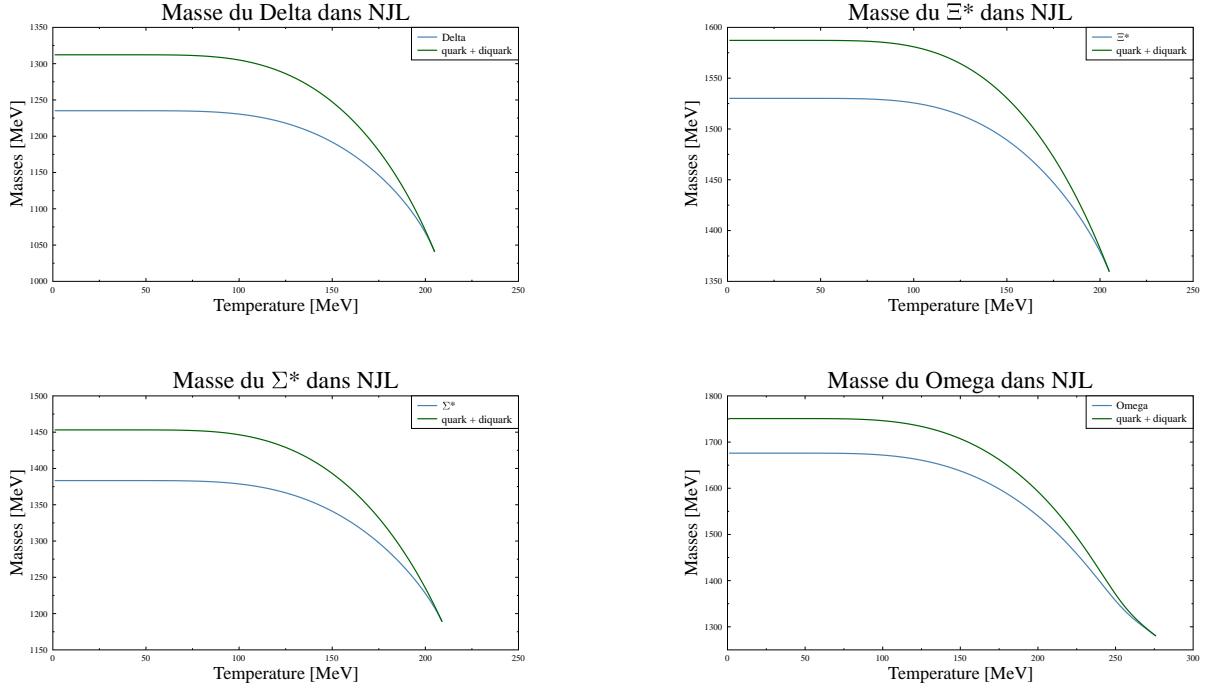 Masse du Delta dans NJL
Masses [MeV]
1350
1300
1250
1200
1150
1100
1050
1000
Delta
quark + diquark
0 50 100 150 200 250
Temperature [MeV]
Masse du Ξ* dans NJL
Masses [MeV]
1600
1550
1500
1450
1400
1350
Ξ*
quark + diquark
0 50 100 150 200 250
Temperature [MeV]
Masse du Σ* dans NJL
Masses [MeV]
1500
1450
1400
1350
1300
1250
1200
1150
Σ*
quark + diquark
0 50 100 150 200 250
Temperature [MeV]
Masse du Omega dans NJL
Masses [MeV]
1800
1700
1600
1500
1400
1300
Omega
quark + diquark
0 50 100 150 200 250 300
Temperature [MeV]